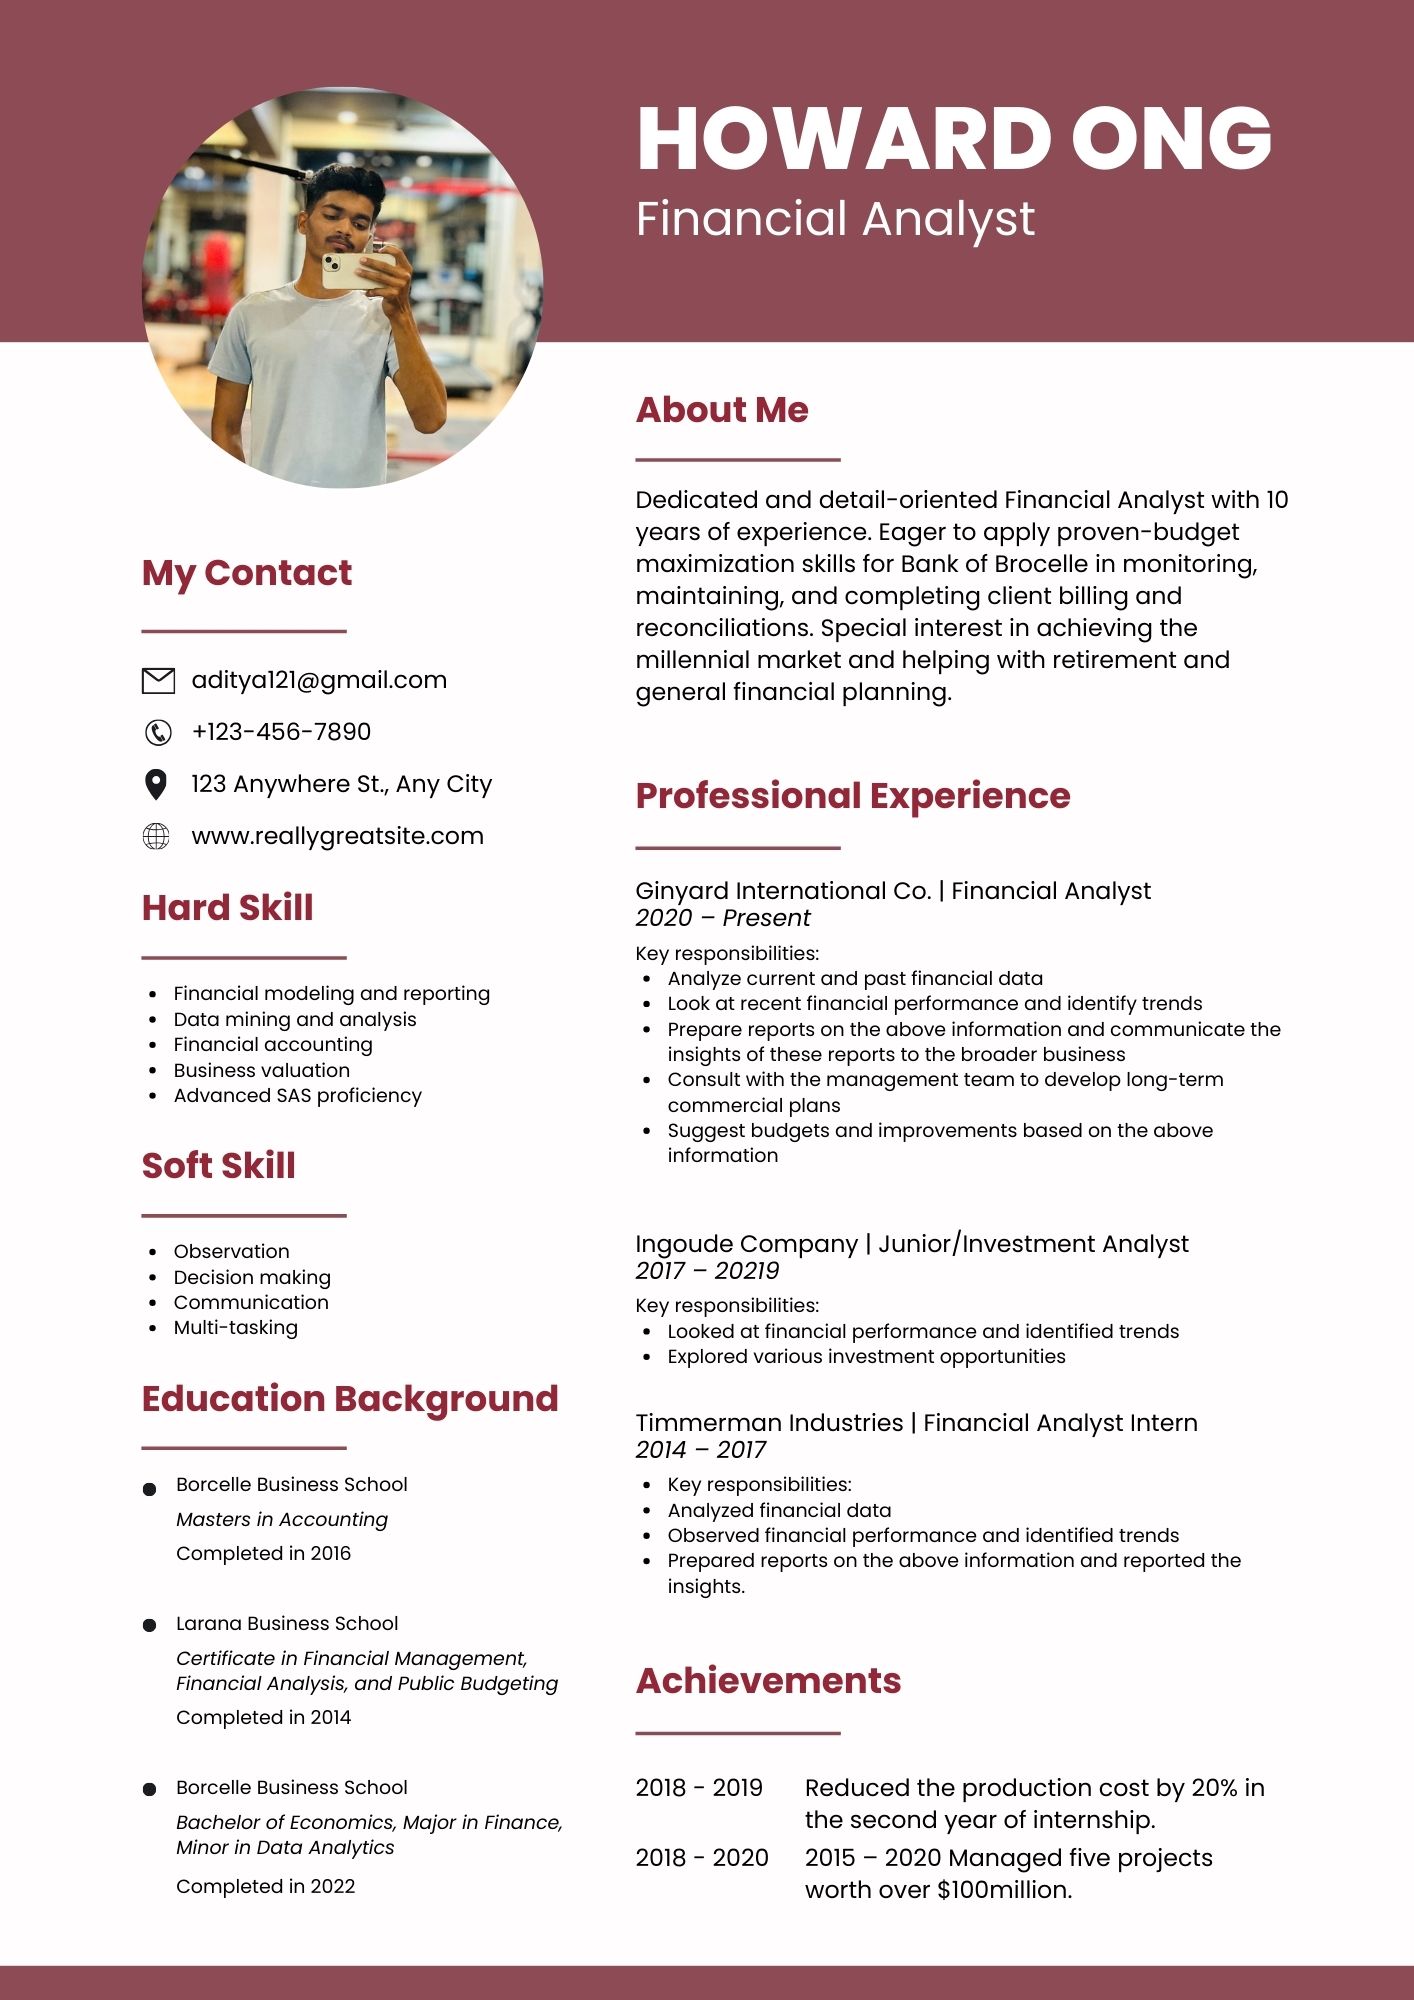 HOWARD ONG
Financial Analyst
My Contact
aditya121@gmail.com
+123-456-7890
123 Anywhere St., Any City
www.reallygreatsite.com
Hard Skill
• Financial modeling and reporting
• Data mining and analysis
• Financial accounting
• Business valuation
• Advanced SAS proficiency
Soft Skill
• Observation
• Decision making
• Communication
• Multi-tasking
Education Background
• Borcelle Business School
Masters in Accounting
Completed in 2016
• Larana Business School
Certificate in Financial Management,
Financial Analysis, and Public Budgeting
Completed in 2014
• Borcelle Business School
Bachelor of Economics, Major in Finance,
Minor in Data Analytics
Completed in 2022
About Me
Dedicated and detail-oriented Financial Analyst with 10
years of experience. Eager to apply proven-budget
maximization skills for Bank of Brocelle in monitoring,
maintaining, and completing client billing and
reconciliations. Special interest in achieving the
millennial market and helping with retirement and
general financial planning.
Professional Experience
Ginyard International Co. | Financial Analyst
2020 – Present
Key responsibilities:
• Analyze current and past financial data
• Look at recent financial performance and identify trends
• Prepare reports on the above information and communicate the
insights of these reports to the broader business
• Consult with the management team to develop long-term
commercial plans
• Suggest budgets and improvements based on the above
information
Ingoude Company | Junior/Investment Analyst
2017 – 20219
Key responsibilities:
• Looked at financial performance and identified trends
• Explored various investment opportunities
Timmerman Industries | Financial Analyst Intern
2014 – 2017
• Key responsibilities:
• Analyzed financial data
• Observed financial performance and identified trends
• Prepared reports on the above information and reported the
insights.
Achievements
2018 - 2019 Reduced the production cost by 20% in
the second year of internship.
2018 - 2020 2015 – 2020 Managed five projects
worth over $100million.